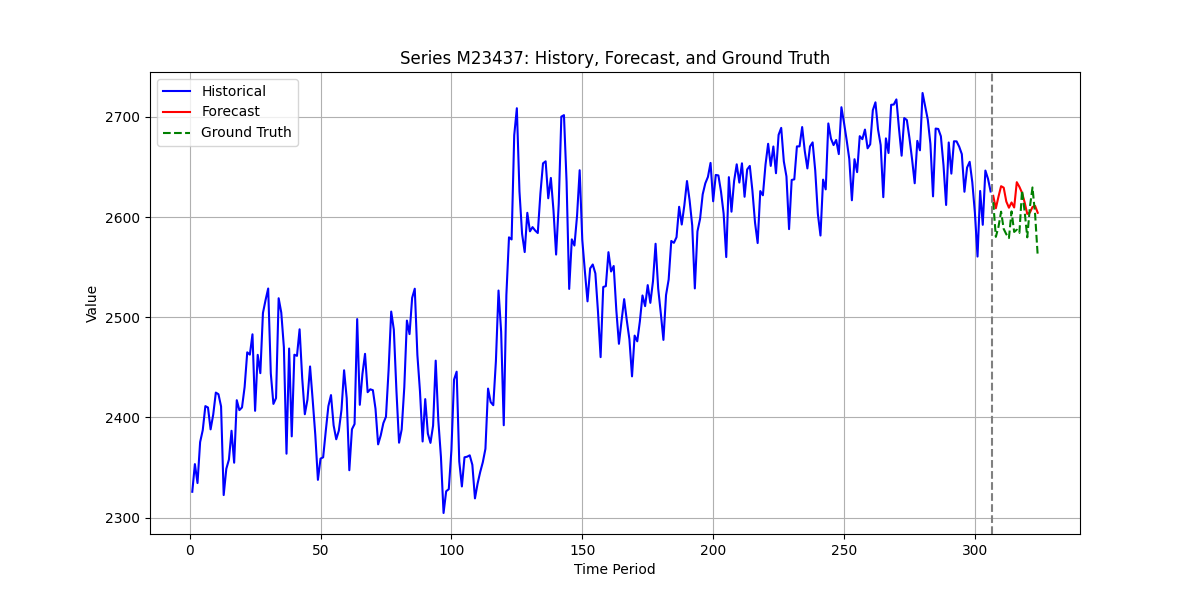 Series M23437: History, Forecast, and Ground Truth
Historical
Forecast
Ground Truth
Value
2700
2600
2500
2400
2300
0 50 100 150 200 250 300
Time Period